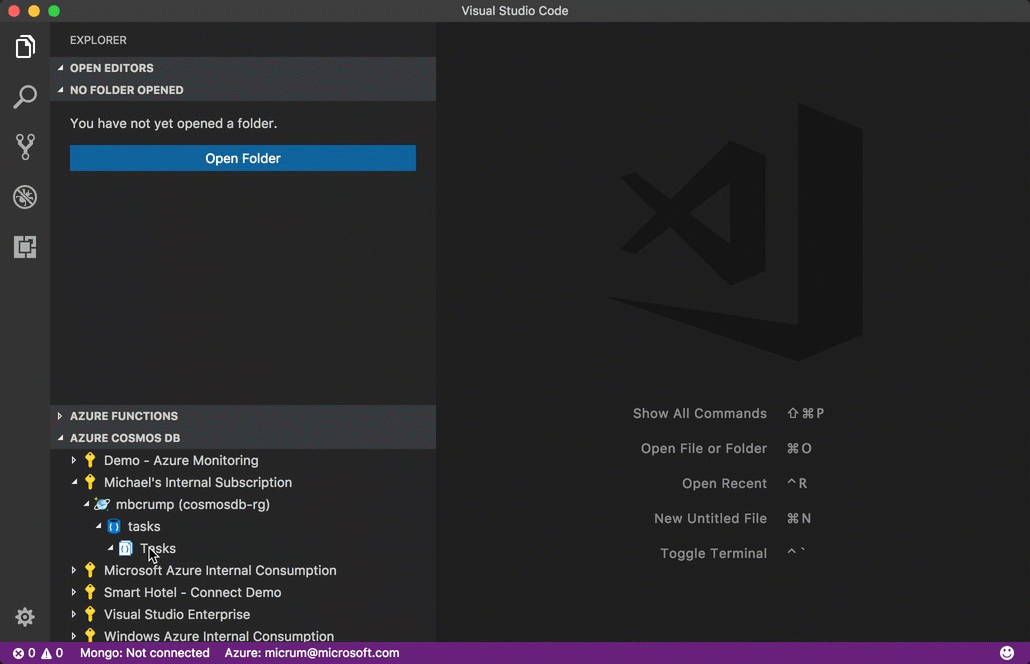 Visual Studio Code
EXPLORER
OPEN EDITORS
NO FOLDER OPENED
You have not yet opened a folder.
Open Folder
AZURE FUNCTIONS
AZURE COSMOS DB
Demo - Azure Monitoring
Michael's Internal Subscription
mbcrump (cosmosdb-rg)
tasks
Tasks
Microsoft Azure Internal Consumption
Smart Hotel - Connect Demo
Visual Studio Enterprise
Windows Azure Internal Consumption
Show All Commands ⇧⌘P
Open File or Folder ⌘O
Open Recent ^R
New Untitled File ⌘N
Toggle Terminal ^`
0 0 Mongo: Not connected Azure: micrum@microsoft.com